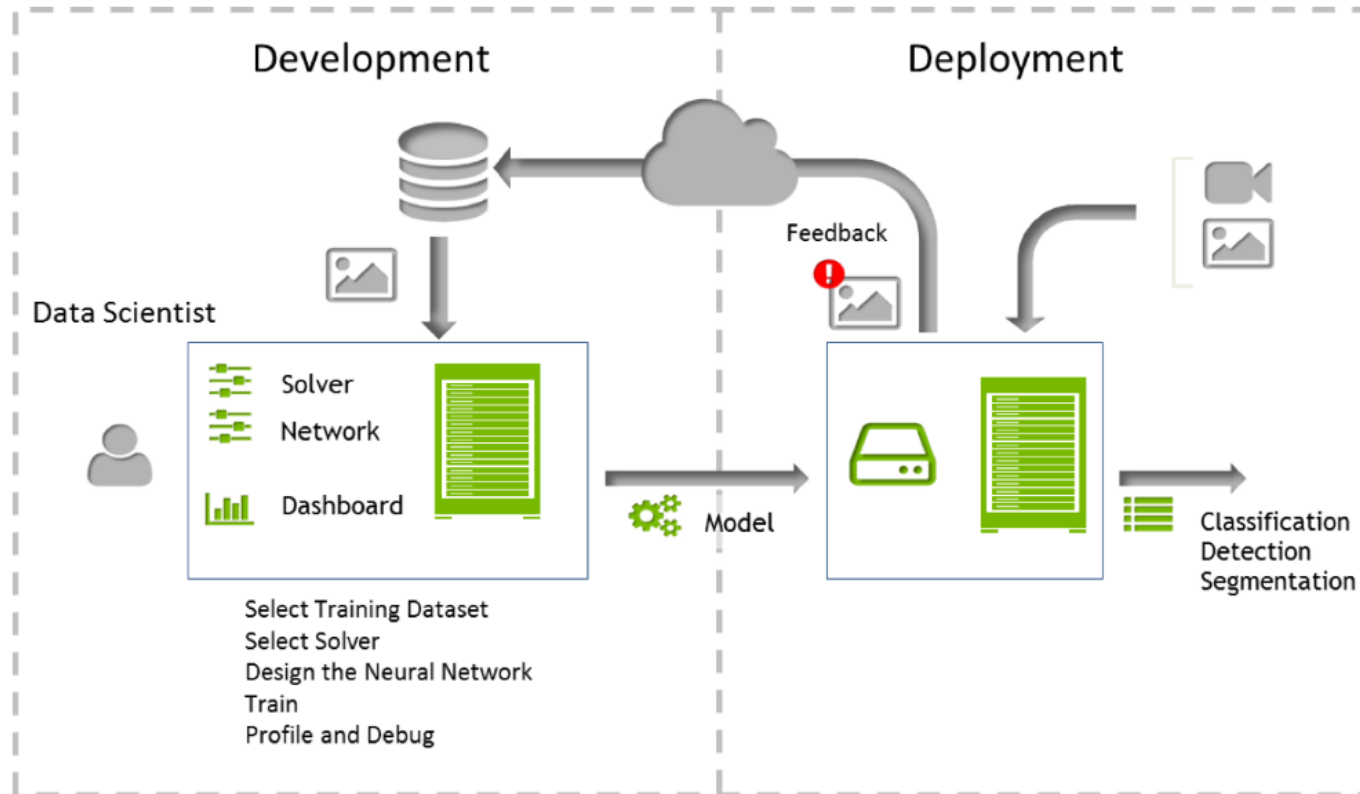 Development
Deployment
Feedback
Data Scientist
Solver
Network
Dashboard
Model
Classification
Detection
Segmentation
Select Training Dataset
Select Solver
Design the Neural Network
Train
Profile and Debug